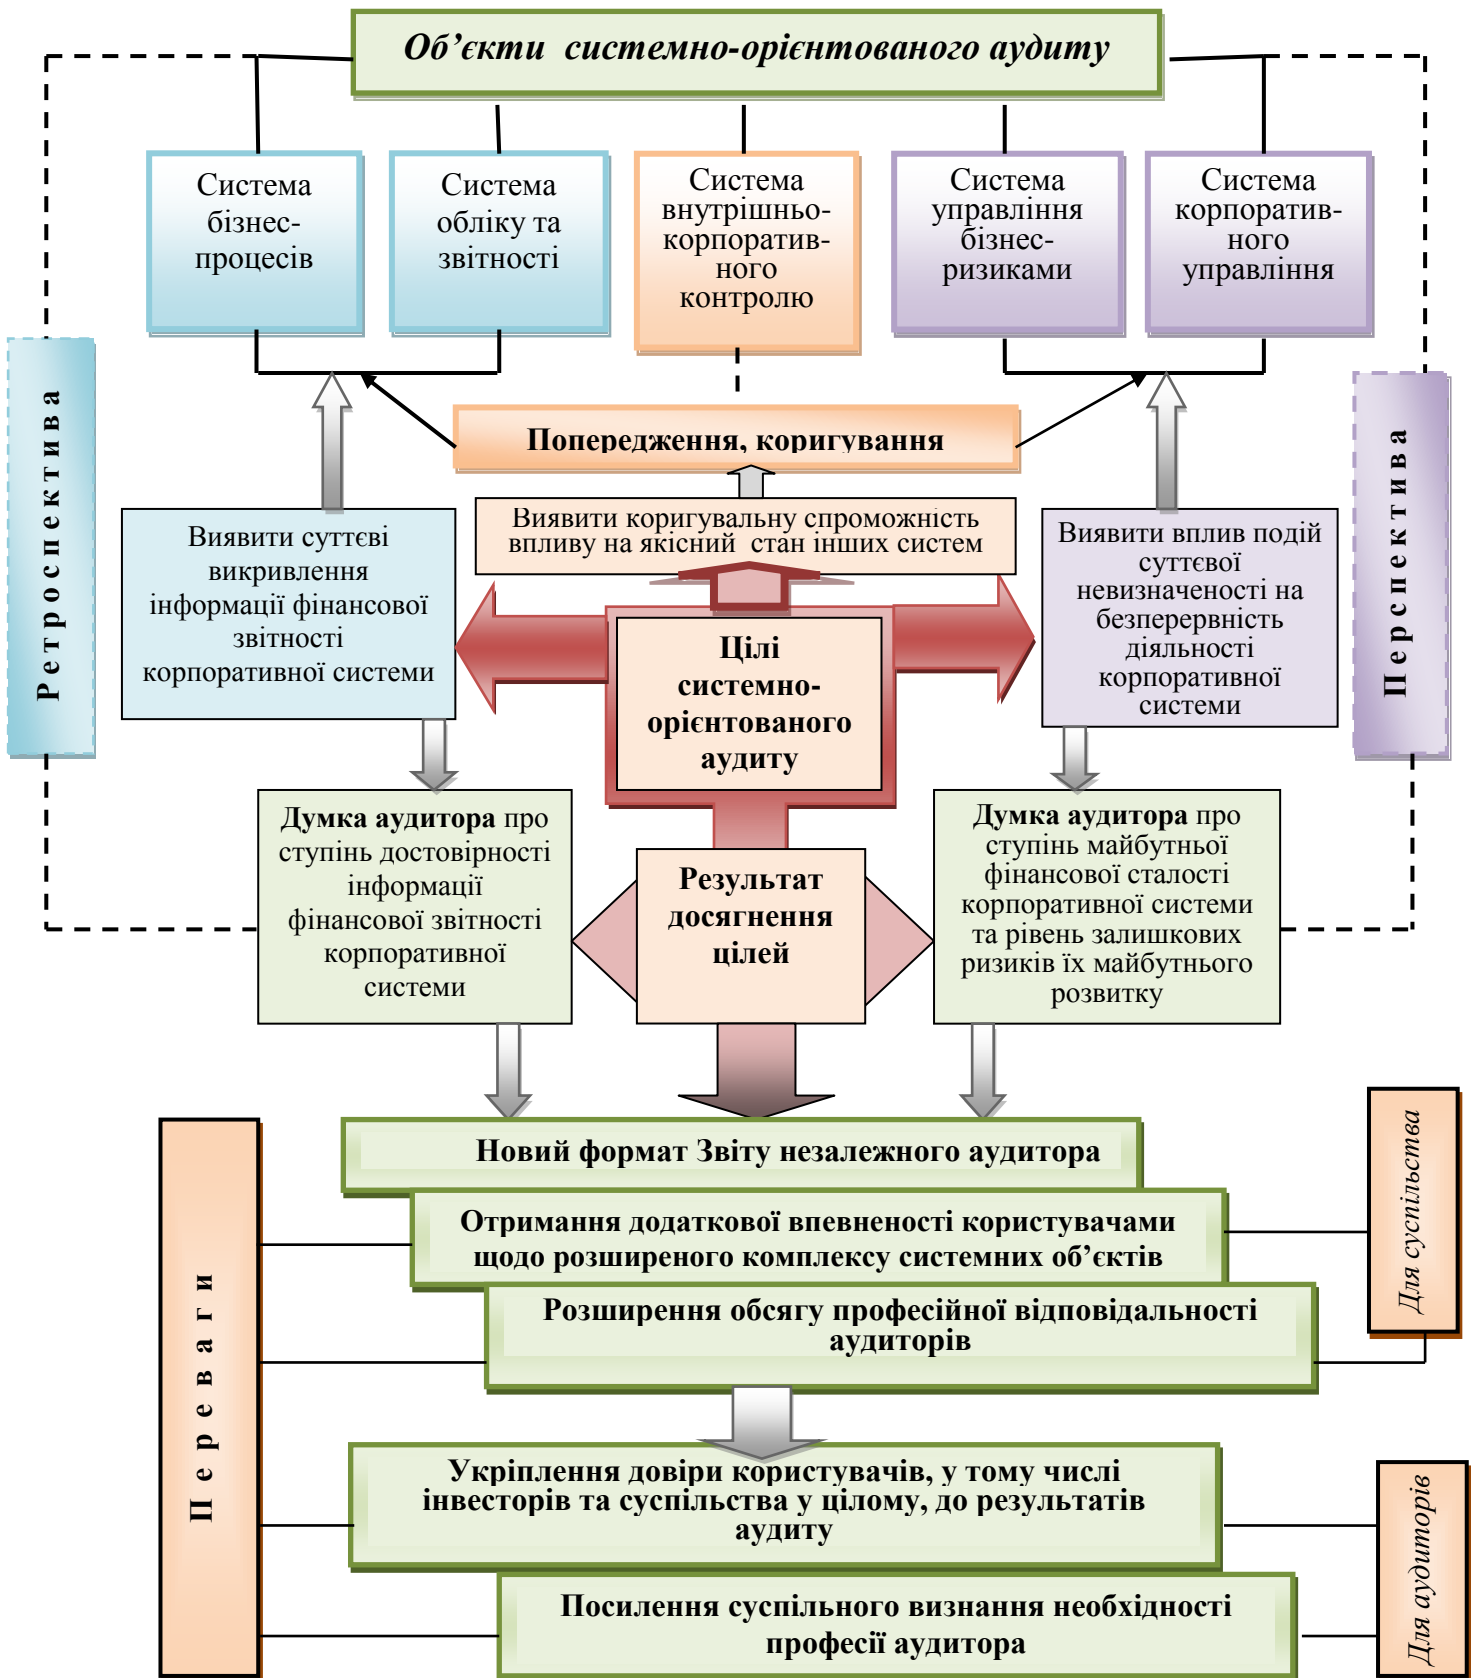 Об’єкти системно-орієнтованого аудиту
Система
бізнес-
процесів
Система
обліку та
звітності
Система
внутрішньо-
корпоратив-
ного
контролю
Система
управління
бізнес-
ризиками
Система
корпоратив-
ного
управління
Ретроспектива
Перспектива
Попередження, коригування
Виявити коригувальну спроможність
впливу на якісний стан інших систем
Виявити суттєві
викривлення
інформації фінансової
звітності
корпоративної системи
Виявити вплив подій
суттєвої
невизначеності на
безперервність
діяльності
корпоративної
системи
Цілі
системно-
орієнтованого
аудиту
Думка аудитора про
ступінь достовірності
інформації
фінансової звітності
корпоративної
системи
Результат
досягнення
цілей
Думка аудитора про
ступінь майбутньої
фінансової сталості
корпоративної системи
та рівень залишкових
ризиків їх майбутнього
розвитку
Переваги
Новий формат Звіту незалежного аудитора
Отримання додаткової впевненості користувачами
щодо розширеного комплексу системних об’єктів
Розширення обсягу професійної відповідальності
аудиторів
Для суспільства
Укріплення довіри користувачів, у тому числі
інвесторів та суспільства у цілому, до результатів
аудиту
Посилення суспільного визнання необхідності
професії аудитора
Для аудиторів